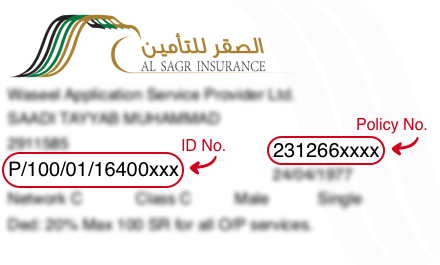 الصقر للتأمين
AL SAGR INSURANCE
Waseel Application Service Provider Ltd.
SAADI TAYYAB MUHAMMAD
2911585
ID No.
Policy No.
P/100/01/16400xxx
231266xxxx
24/04/1977
Network C Class C Male Single
Ded: 20% Max 100 SR for all O/P services.